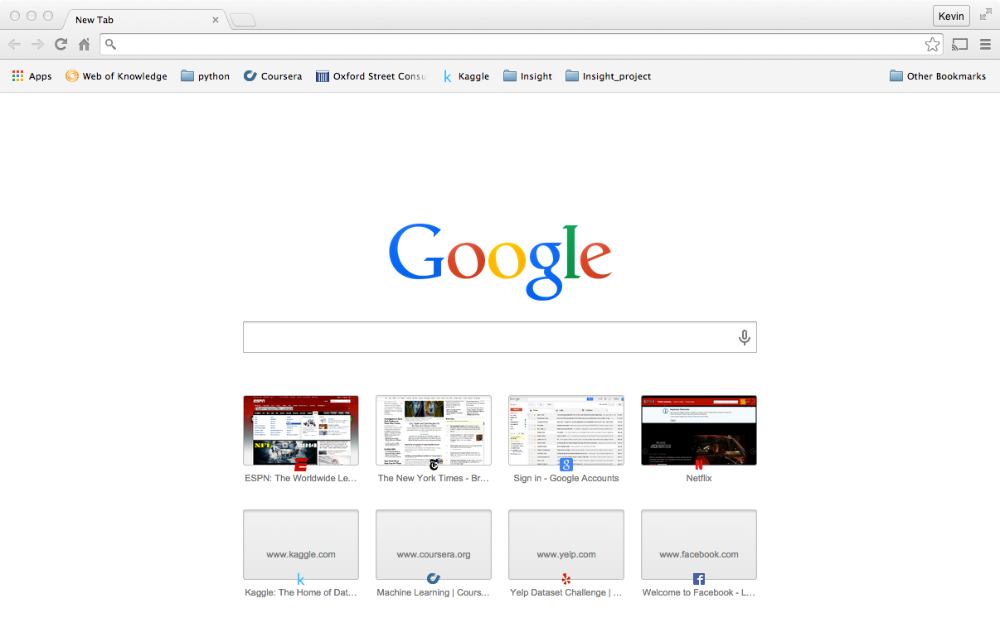 New Tab
Kevin
Apps Web of Knowledge python Coursera Oxford Street Consu Kaggle Insight Insight_project Other Bookmarks
Google
ESPN: The Worldwide Le... The New York Times - Br... Sign in - Google Accounts Netflix
www.kaggle.com www.coursera.org www.yelp.com www.facebook.com
Kaggle: The Home of Dat... Machine Learning | Cours... Yelp Dataset Challenge | ... Welcome to Facebook - L...